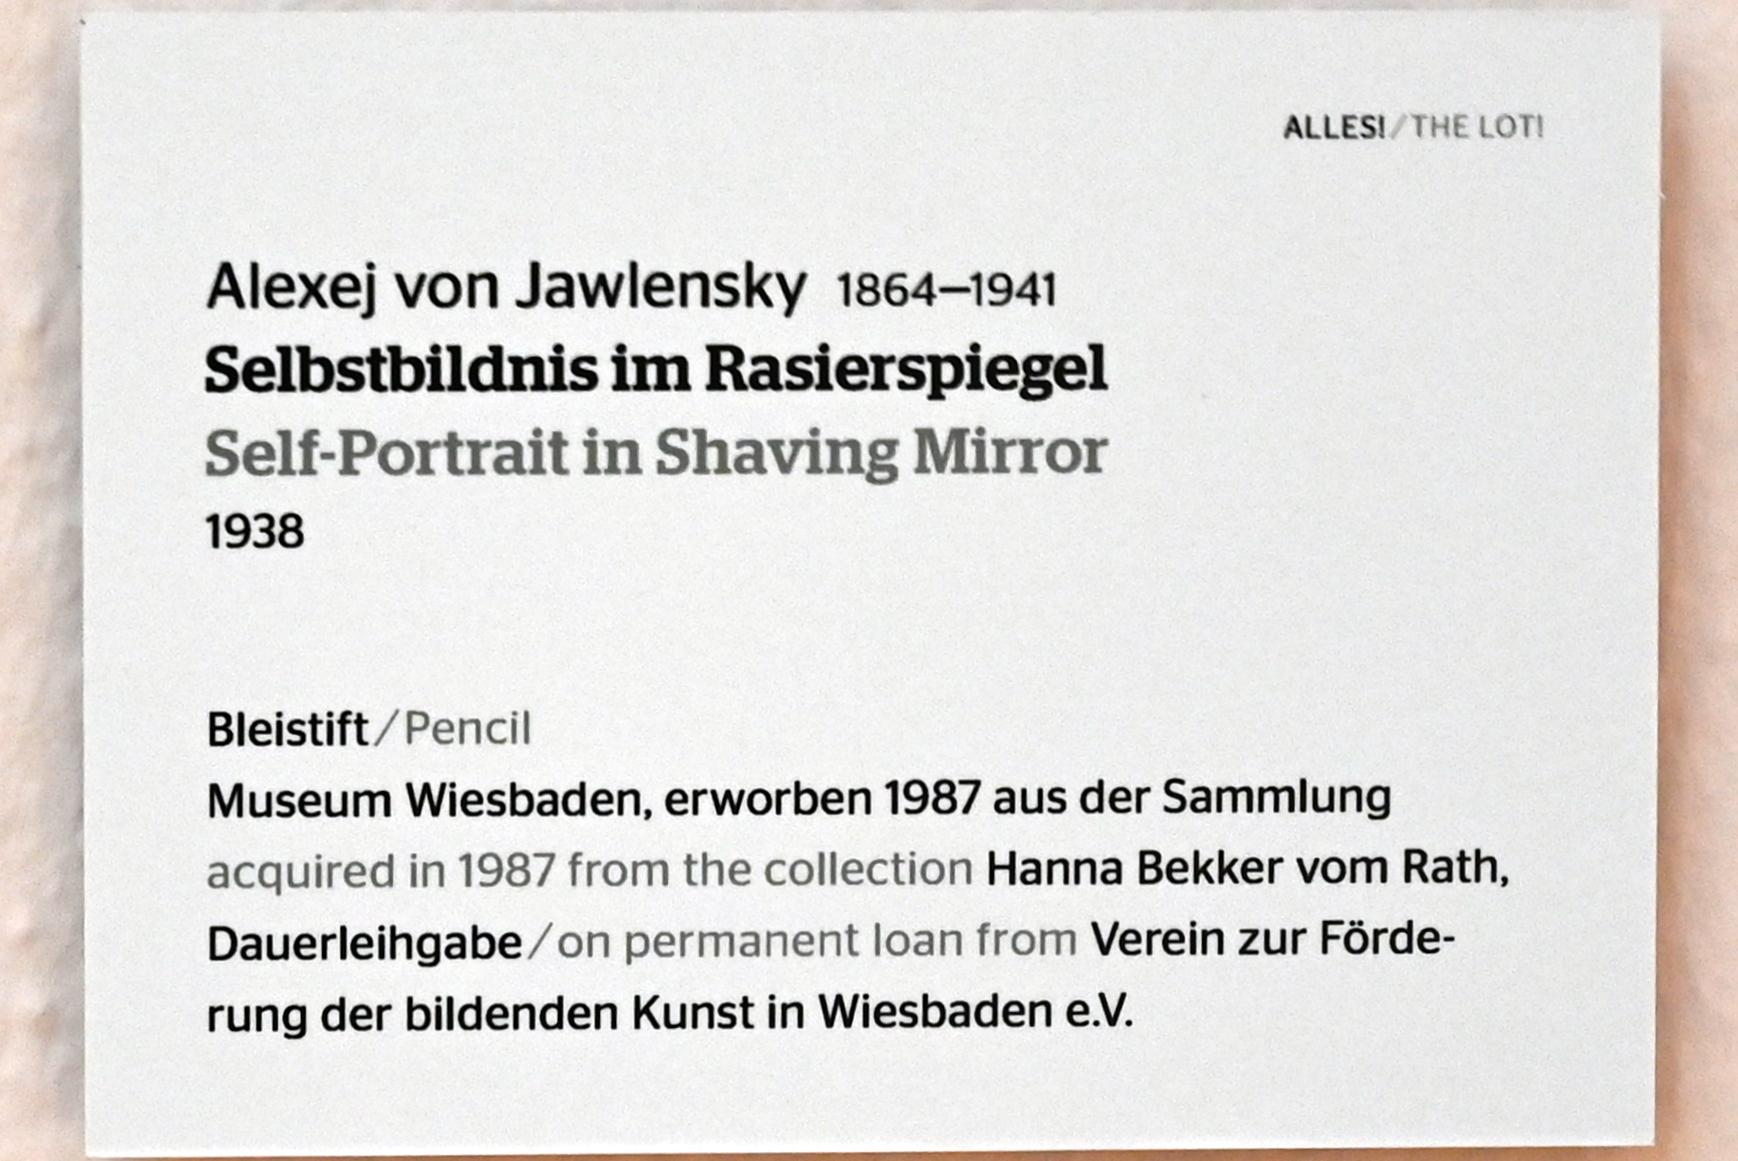 ALLES!/THE LOT!
Alexej von Jawlensky 1864–1941
Selbstbildnis im Rasierspiegel
Self-Portrait in Shaving Mirror
1938
Bleistift/Pencil
Museum Wiesbaden, erworben 1987 aus der Sammlung
acquired in 1987 from the collection Hanna Bekker vom Rath,
Dauerleihgabe/on permanent loan from Verein zur Förde-
rung der bildenden Kunst in Wiesbaden e.V.